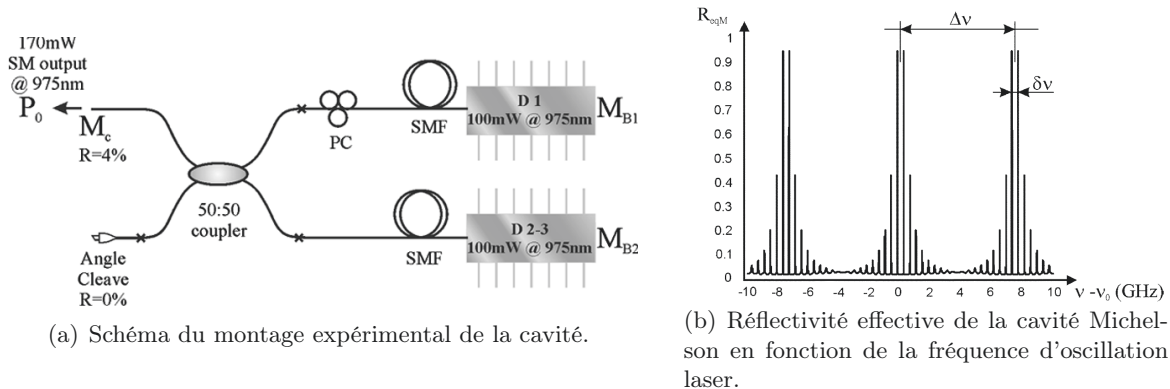 170mW
SM output
@ 975nm
P₀
M_c
R=4%
50:50
coupler
Angle
Cleave
R=0%
PC
SMF
D 1
100mW @ 975nm
M_B1
SMF
D 2-3
100mW @ 975nm
M_B2
(a) Schéma du montage expérimental de la cavité.
R_eqM
Δν
δν
1
0.9
0.8
0.7
0.6
0.5
0.4
0.3
0.2
0.1
0
-10 -8 -6 -4 -2 0 2 4 6 8 10
ν -ν₀ (GHz)
(b) Réflectivité effective de la cavité Michel-
son en fonction de la fréquence d'oscillation
laser.